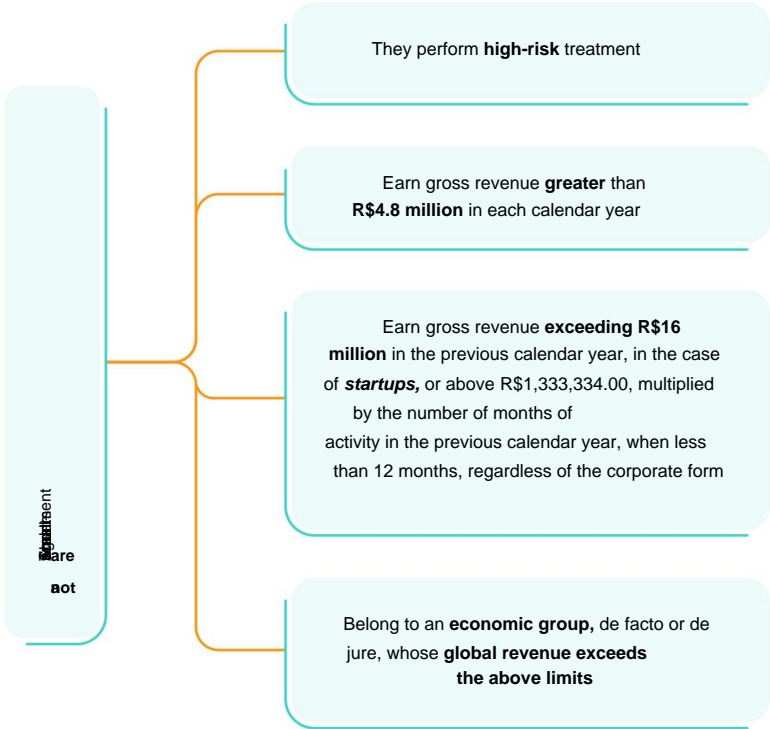 They perform high-risk treatment
Earn gross revenue greater than
R$4.8 million in each calendar year
Earn gross revenue exceeding R$16
million in the previous calendar year, in the case
of startups, or above R$1,333,334.00, multiplied
by the number of months of
activity in the previous calendar year, when less
than 12 months, regardless of the corporate form
are
not
Belong to an economic group, de facto or de
jure, whose global revenue exceeds
the above limits